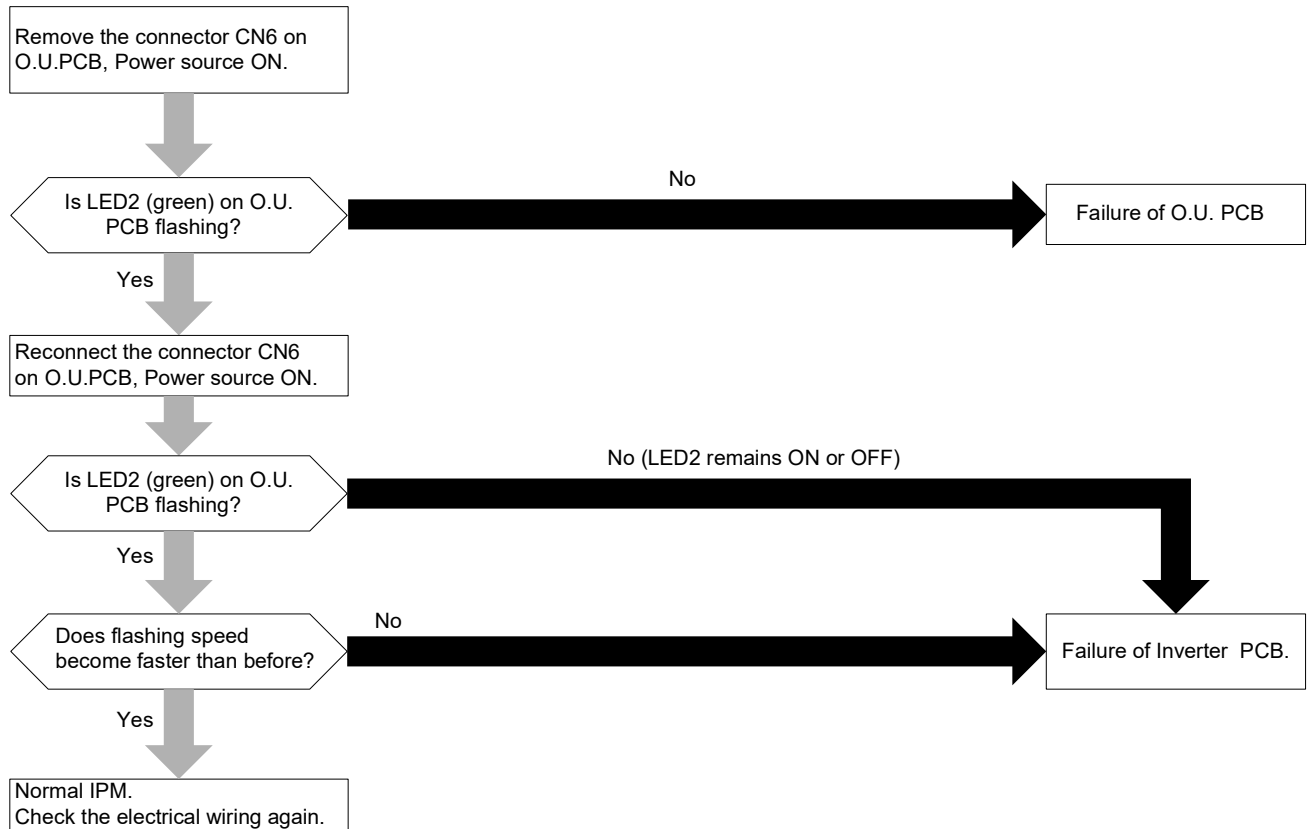 Remove the connector CN6 on
O.U.PCB, Power source ON.
Is LED2 (green) on O.U.
PCB flashing?
No
Failure of O.U. PCB
Yes
Reconnect the connector CN6
on O.U.PCB, Power source ON.
Is LED2 (green) on O.U.
PCB flashing?
No (LED2 remains ON or OFF)
Yes
Does flashing speed
become faster than before?
No
Failure of Inverter PCB.
Yes
Normal IPM.
Check the electrical wiring again.